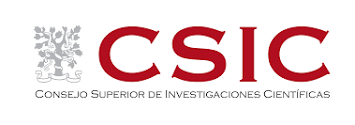 CSIC
CONSEJO SUPERIOR DE INVESTIGACIONES CIENTÍFICAS